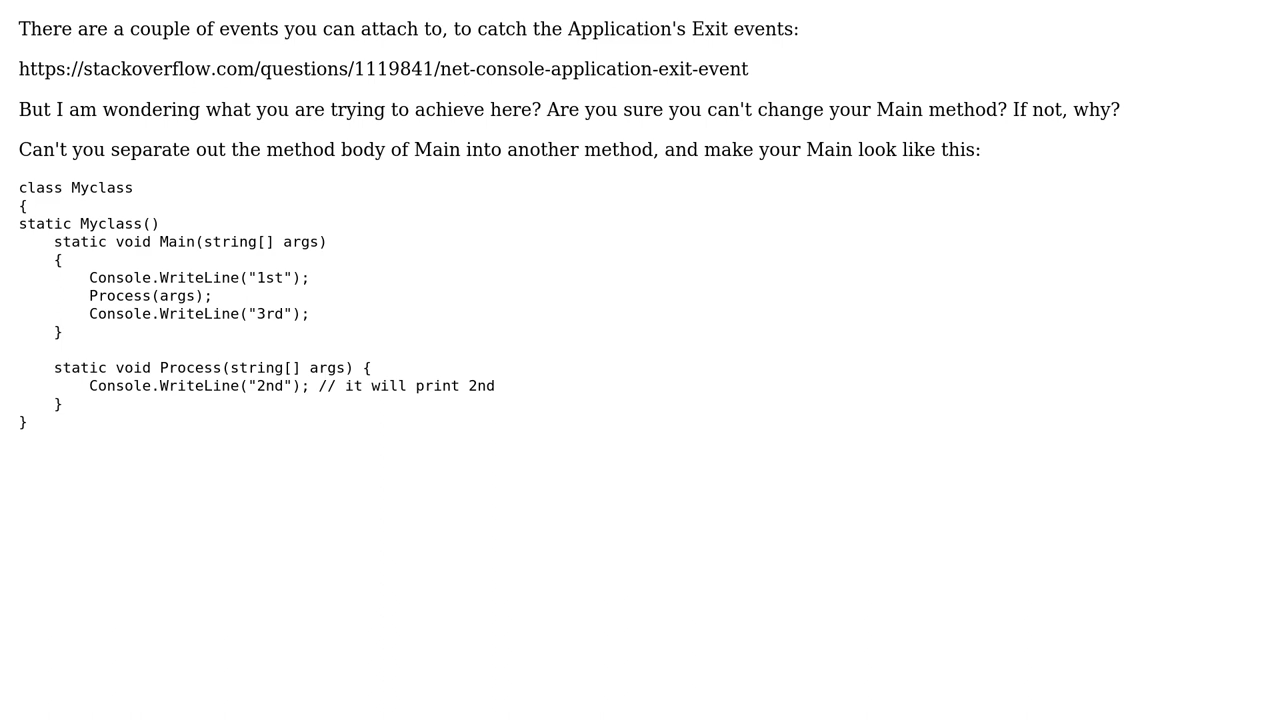 There are a couple of events you can attach to, to catch the Application's Exit events:
https://stackoverflow.com/questions/1119841/net-console-application-exit-event
But I am wondering what you are trying to achieve here? Are you sure you can't change your Main method? If not, why?
Can't you separate out the method body of Main into another method, and make your Main look like this:
class Myclass
{
static Myclass()
    static void Main(string[] args)
    {
        Console.WriteLine("1st");
        Process(args);
        Console.WriteLine("3rd");
    }

    static void Process(string[] args) {
        Console.WriteLine("2nd"); // it will print 2nd
    }
}